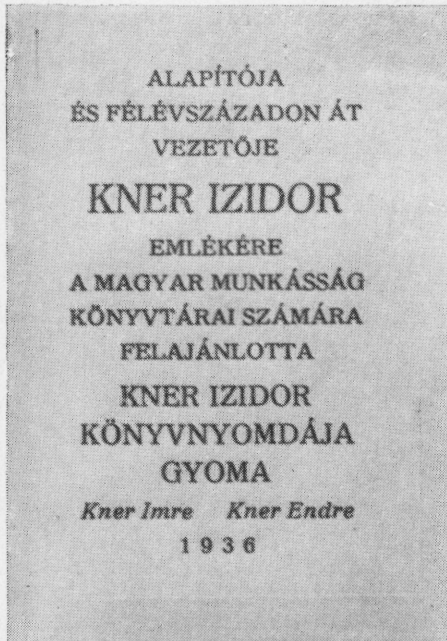 ALAPÍTÓJA
ÉS FÉLÉVSZÁZADON ÁT
VEZETŐJE
KNER IZIDOR
EMLÉKÉRE
A MAGYAR MUNKÁSSÁG
KÖNYVTÁRAI SZÁMÁRA
FELAJÁNLOTTA
KNER IZIDOR
KÖNYVNYOMDÁJA
GYOMA
Kner Imre Kner Endre
1936